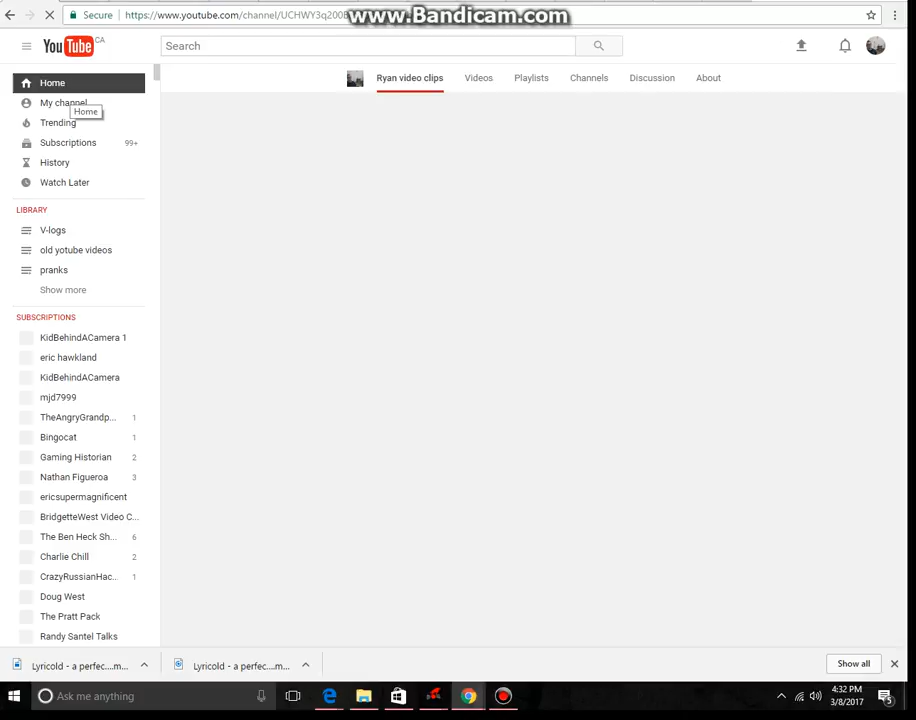 Secure https://www.youtube.com/channel/UCHWY3q200
www.Bandicam.com
YouTube CA
Search
Home
Ryan video clips Videos Playlists Channels Discussion About
My channel
Home
Trending
Subscriptions 99+
History
Watch Later
LIBRARY
V-logs
old yotube videos
pranks
Show more
SUBSCRIPTIONS
KidBehindACamera 1
eric hawkland
KidBehindACamera
mjd7999
TheAngryGrandp... 1
Bingocat 1
Gaming Historian 2
Nathan Figueroa 3
ericsupermagnificent
BridgetteWest Video C...
The Ben Heck Sh... 6
Charlie Chill 2
CrazyRussianHac... 1
Doug West
The Pratt Pack
Randy Santel Talks
Lyricold - a perfec....m... Lyricold - a perfec....m... Show all
Ask me anything
4:32 PM
3/8/2017
5